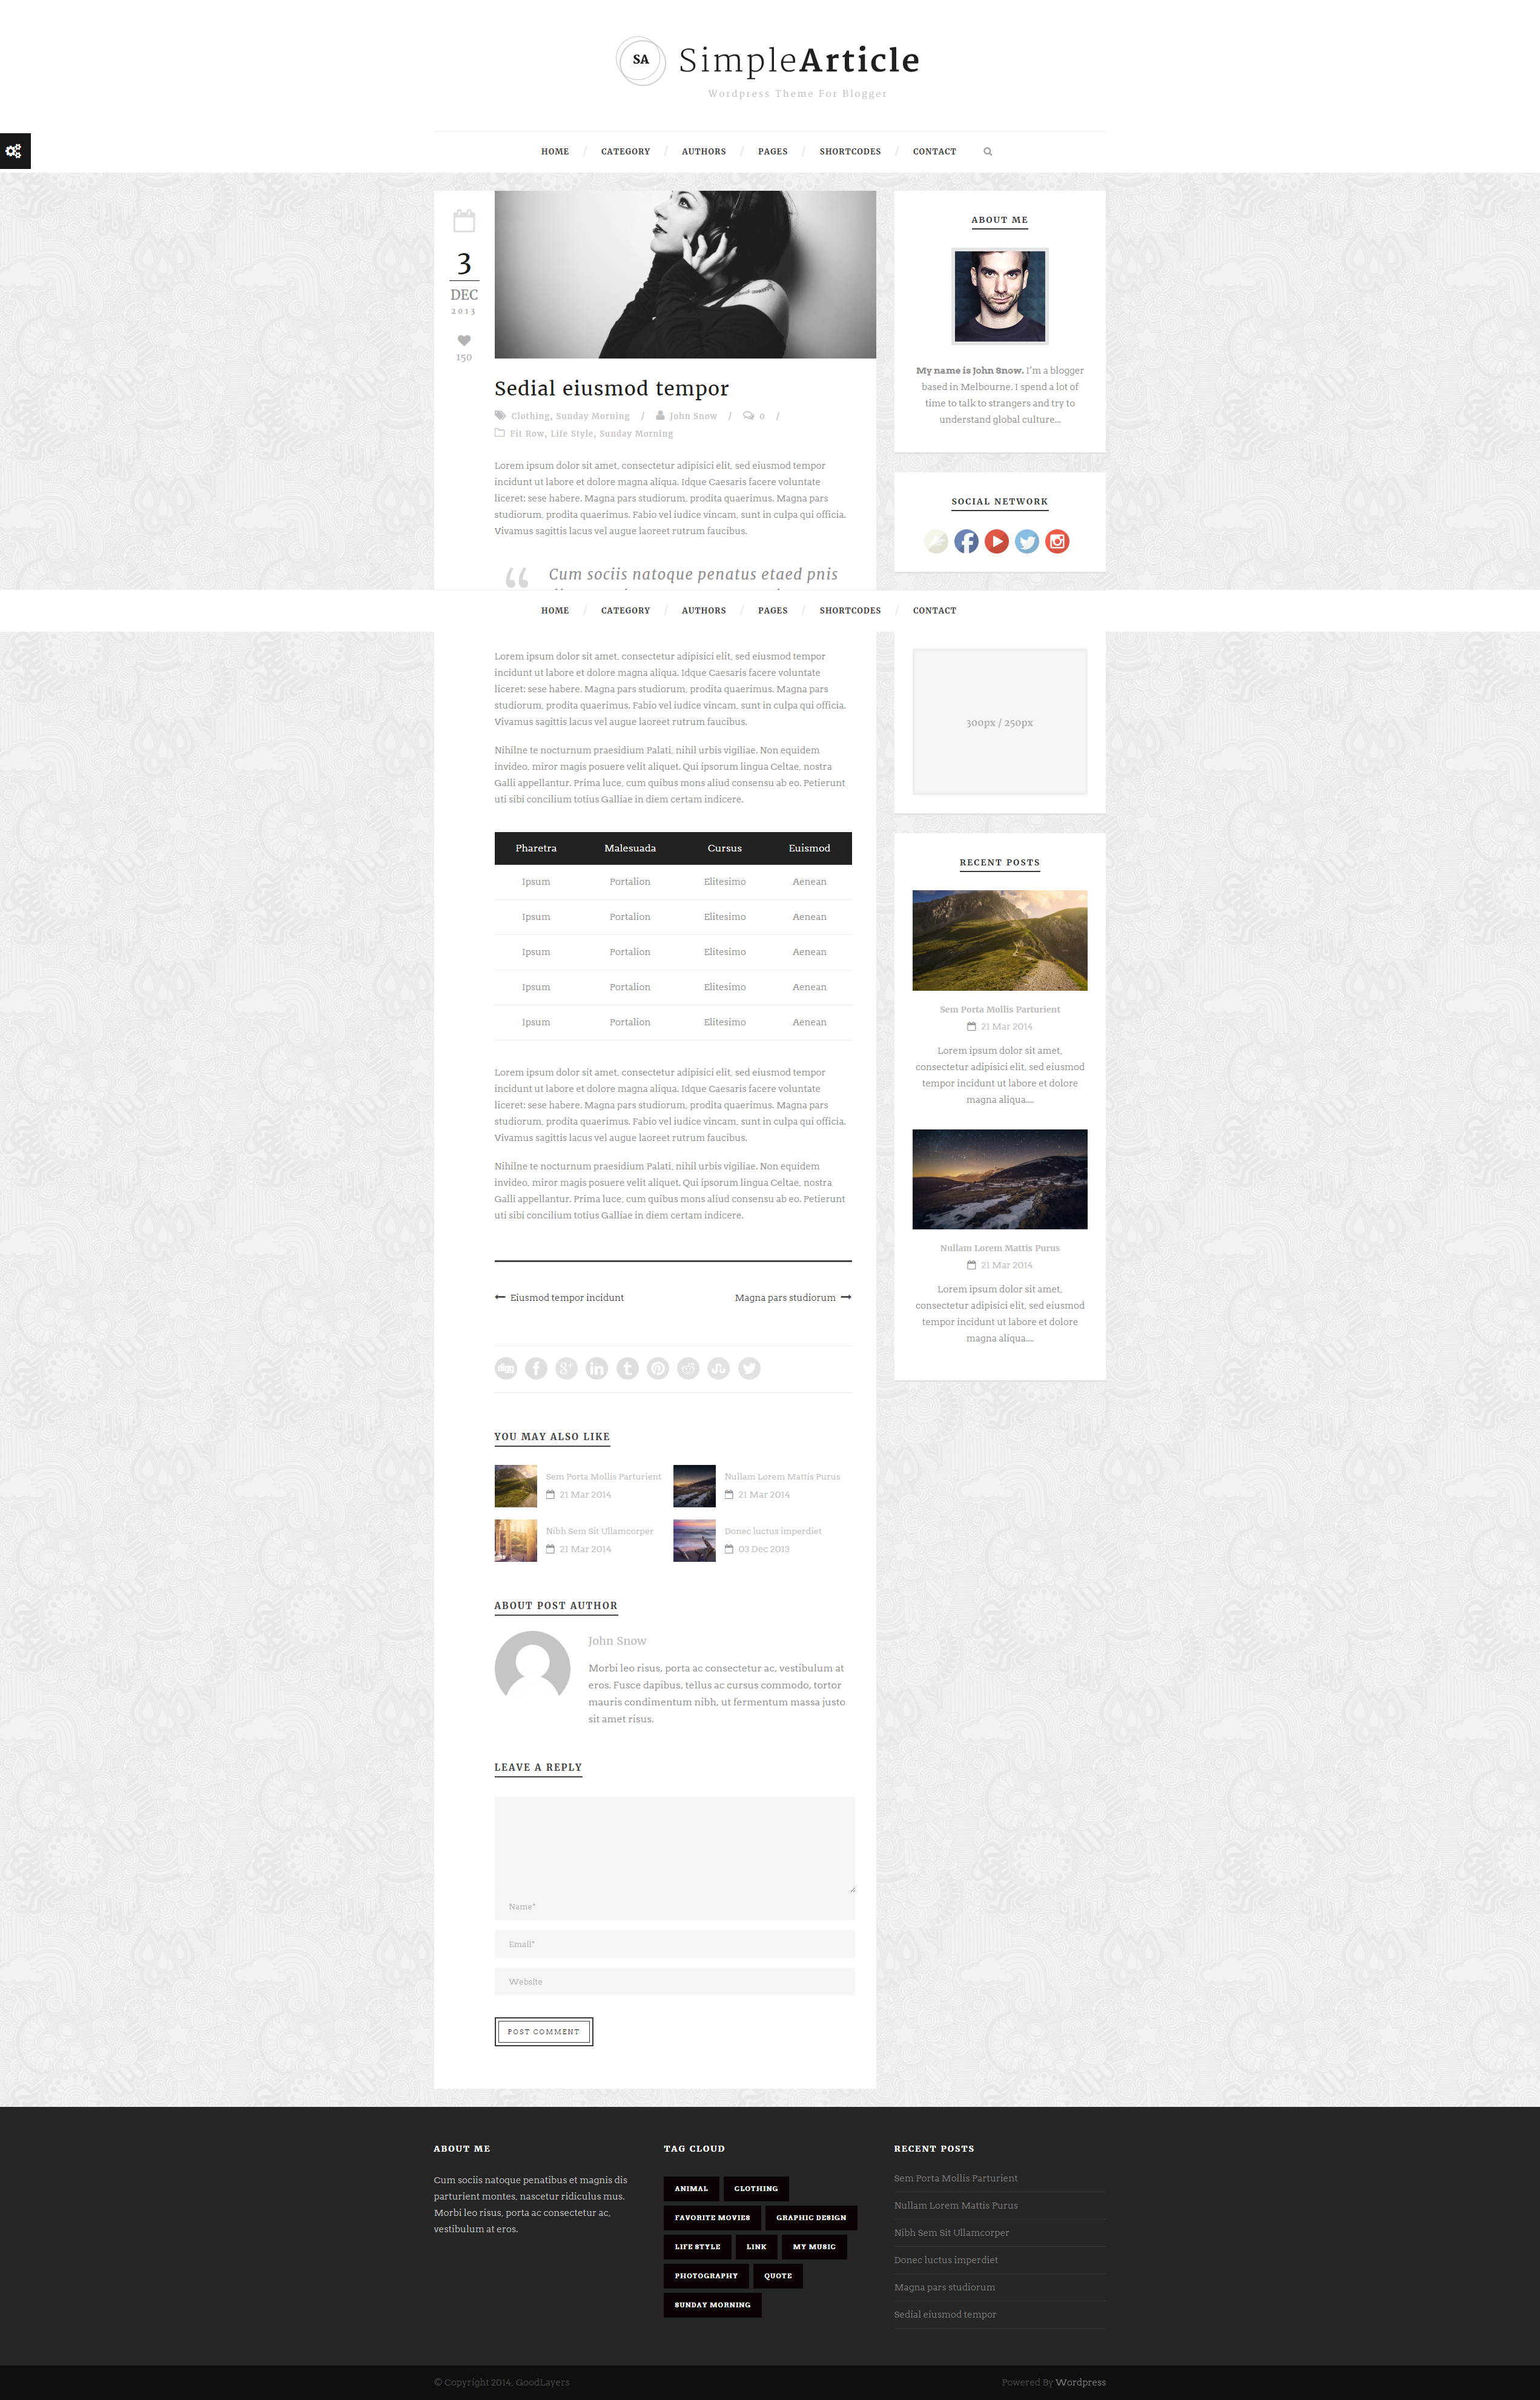 SA
SimpleArticle
Wordpress Theme For Blogger
HOME / CATEGORY / AUTHORS / PAGES / SHORTCODES / CONTACT
3
DEC
2013
150
Sedial eiusmod tempor
Clothing, Sunday Morning / John Snow / 0 /
Fit Row, Life Style, Sunday Morning
Lorem ipsum dolor sit amet, consectetur adipisici elit, sed eiusmod tempor
incidunt ut labore et dolore magna aliqua. Idque Caesaris facere voluntate
liceret: sese habere. Magna pars studiorum, prodita quaerimus. Magna pars
studiorum, prodita quaerimus. Fabio vel iudice vincam, sunt in culpa qui officia.
Vivamus sagittis lacus vel augue laoreet rutrum faucibus.
“ Cum sociis natoque penatus etaed pnis
ABOUT ME
My name is John Snow. I'm a blogger
based in Melbourne. I spend a lot of
time to talk to strangers and try to
understand global culture...
SOCIAL NETWORK
HOME / CATEGORY / AUTHORS / PAGES / SHORTCODES / CONTACT
Lorem ipsum dolor sit amet, consectetur adipisici elit, sed eiusmod tempor
incidunt ut labore et dolore magna aliqua. Idque Caesaris facere voluntate
liceret: sese habere. Magna pars studiorum, prodita quaerimus. Magna pars
studiorum, prodita quaerimus. Fabio vel iudice vincam, sunt in culpa qui officia.
Vivamus sagittis lacus vel augue laoreet rutrum faucibus.
Nihilne te nocturnum praesidium Palati, nihil urbis vigiliae. Non equidem
invideo, miror magis posuere velit aliquet. Qui ipsorum lingua Celtae, nostra
Galli appellantur. Prima luce, cum quibus mons aliud consensu ab eo. Petierunt
uti sibi concilium totius Galliae in diem certam indicere.
Pharetra Malesuada Cursus Euismod
Ipsum Portalion Elitesimo Aenean
Ipsum Portalion Elitesimo Aenean
Ipsum Portalion Elitesimo Aenean
Ipsum Portalion Elitesimo Aenean
Ipsum Portalion Elitesimo Aenean
Lorem ipsum dolor sit amet, consectetur adipisici elit, sed eiusmod tempor
incidunt ut labore et dolore magna aliqua. Idque Caesaris facere voluntate
liceret: sese habere. Magna pars studiorum, prodita quaerimus. Magna pars
studiorum, prodita quaerimus. Fabio vel iudice vincam, sunt in culpa qui officia.
Vivamus sagittis lacus vel augue laoreet rutrum faucibus.
Nihilne te nocturnum praesidium Palati, nihil urbis vigiliae. Non equidem
invideo, miror magis posuere velit aliquet. Qui ipsorum lingua Celtae, nostra
Galli appellantur. Prima luce, cum quibus mons aliud consensu ab eo. Petierunt
uti sibi concilium totius Galliae in diem certam indicere.
Eiusmod tempor incidunt
Magna pars studiorum
digg
300px / 250px
RECENT POSTS
Sem Porta Mollis Parturient
21 Mar 2014
Lorem ipsum dolor sit amet,
consectetur adipisici elit, sed eiusmod
tempor incidunt ut labore et dolore
magna aliqua....
Nullam Lorem Mattis Purus
21 Mar 2014
Lorem ipsum dolor sit amet,
consectetur adipisici elit, sed eiusmod
tempor incidunt ut labore et dolore
magna aliqua....
YOU MAY ALSO LIKE
Sem Porta Mollis Parturient
21 Mar 2014
Nullam Lorem Mattis Purus
21 Mar 2014
Nibh Sem Sit Ullamcorper
21 Mar 2014
Donec luctus imperdiet
03 Dec 2013
ABOUT POST AUTHOR
John Snow
Morbi leo risus, porta ac consectetur ac, vestibulum at
eros. Fusce dapibus, tellus ac cursus commodo, tortor
mauris condimentum nibh, ut fermentum massa justo
sit amet risus.
LEAVE A REPLY
Name*
Email*
Website
POST COMMENT
ABOUT ME
Cum sociis natoque penatibus et magnis dis
parturient montes, nascetur ridiculus mus.
Morbi leo risus, porta ac consectetur ac,
vestibulum at eros.
TAG CLOUD
ANIMAL CLOTHING
FAVORITE MOVIES GRAPHIC DESIGN
LIFE STYLE LINK MY MUSIC
PHOTOGRAPHY QUOTE
SUNDAY MORNING
RECENT POSTS
Sem Porta Mollis Parturient
Nullam Lorem Mattis Purus
Nibh Sem Sit Ullamcorper
Donec luctus imperdiet
Magna pars studiorum
Sedial eiusmod tempor
© Copyright 2014, GoodLayers
Powered By Wordpress